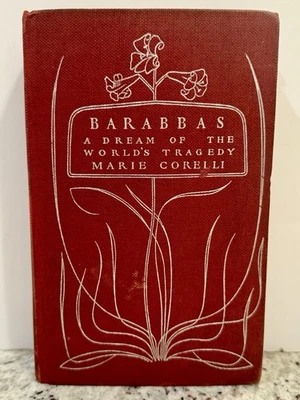 BARABBAS
A DREAM OF THE
WORLD'S TRAGEDY
MARIE CORELLI